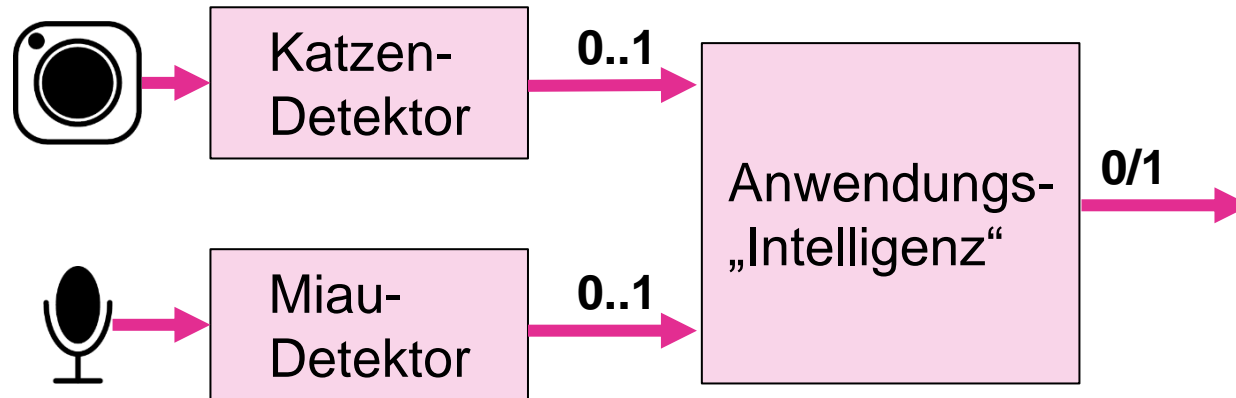 Katzen-
Detektor
0..1
Miau-
Detektor
0..1
Anwendungs-
„Intelligenz“
0/1